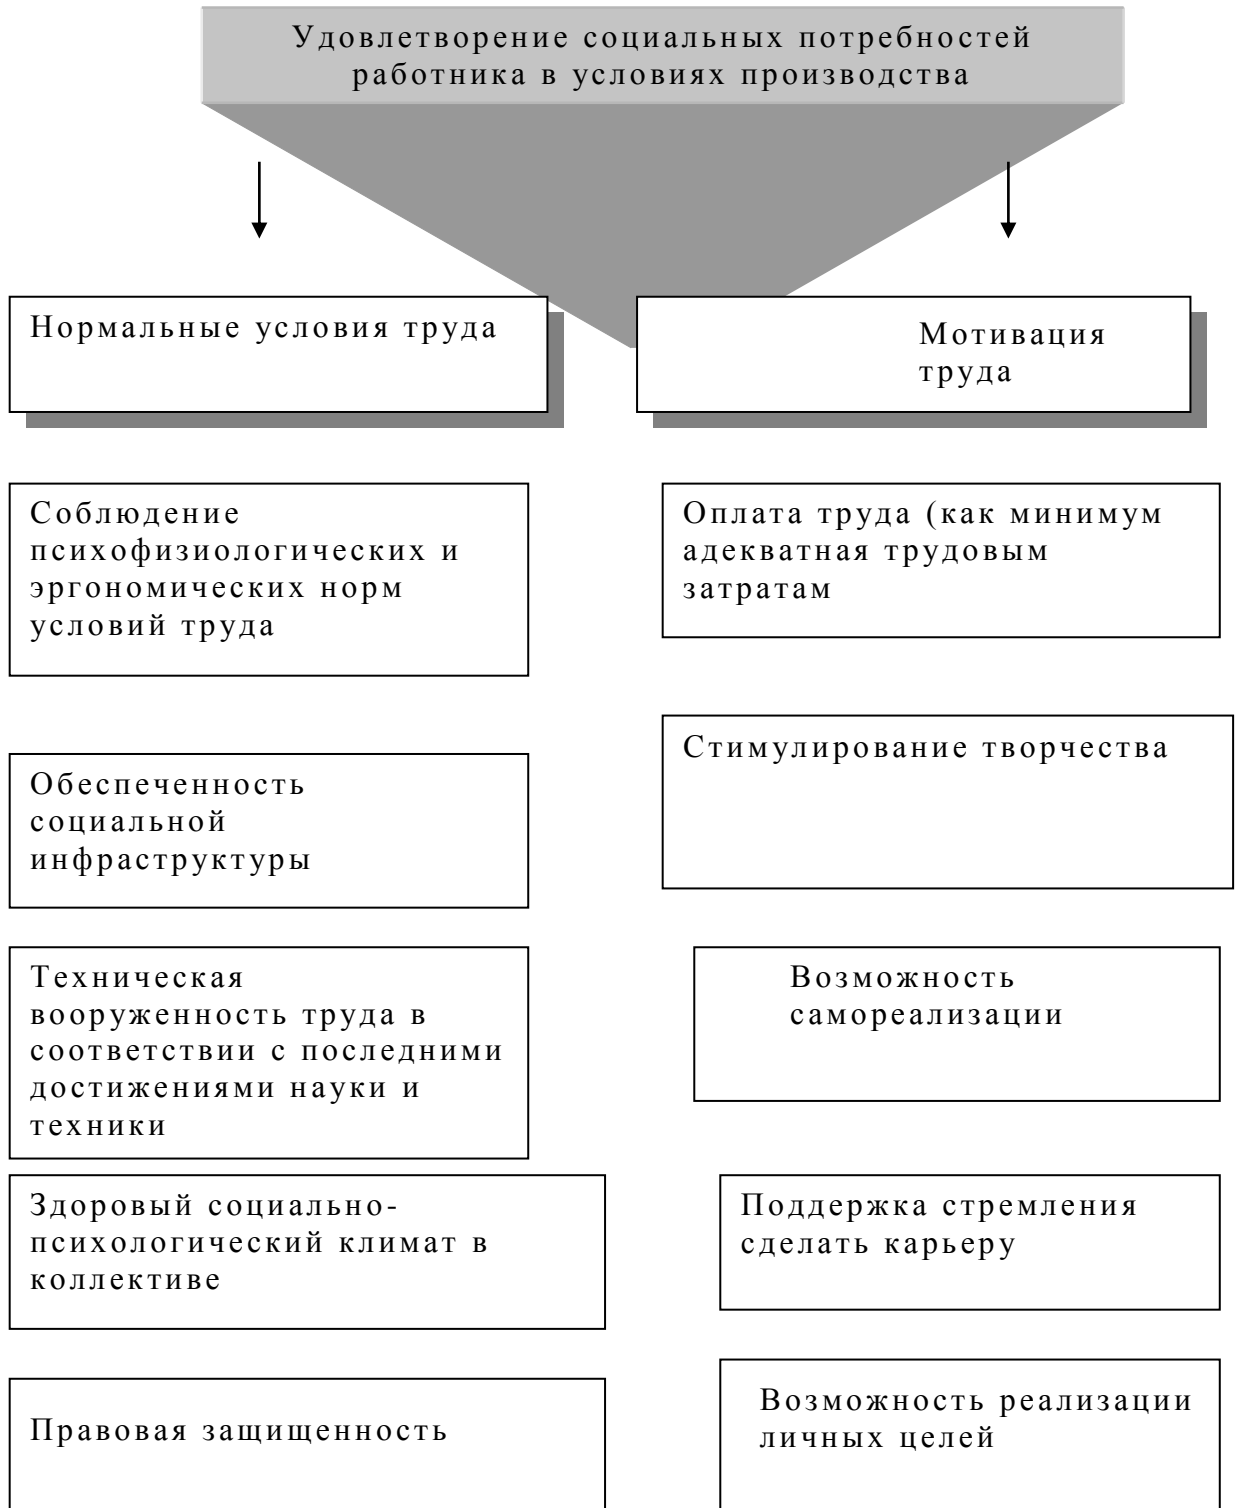 Удовлетворение социальных потребностей
работника в условиях производства
Нормальные условия труда
Мотивация
труда
Соблюдение
психофизиологических и
эргономических норм
условий труда
Оплата труда (как минимум
адекватная трудовым
затратам
Обеспеченность
социальной
инфраструктуры
Стимулирование творчества
Техническая
вооруженность труда в
соответствии с последними
достижениями науки и
техники
Возможность
самореализации
Здоровый социально-
психологический климат в
коллективе
Поддержка стремления
сделать карьеру
Правовая защищенность
Возможность реализации
личных целей